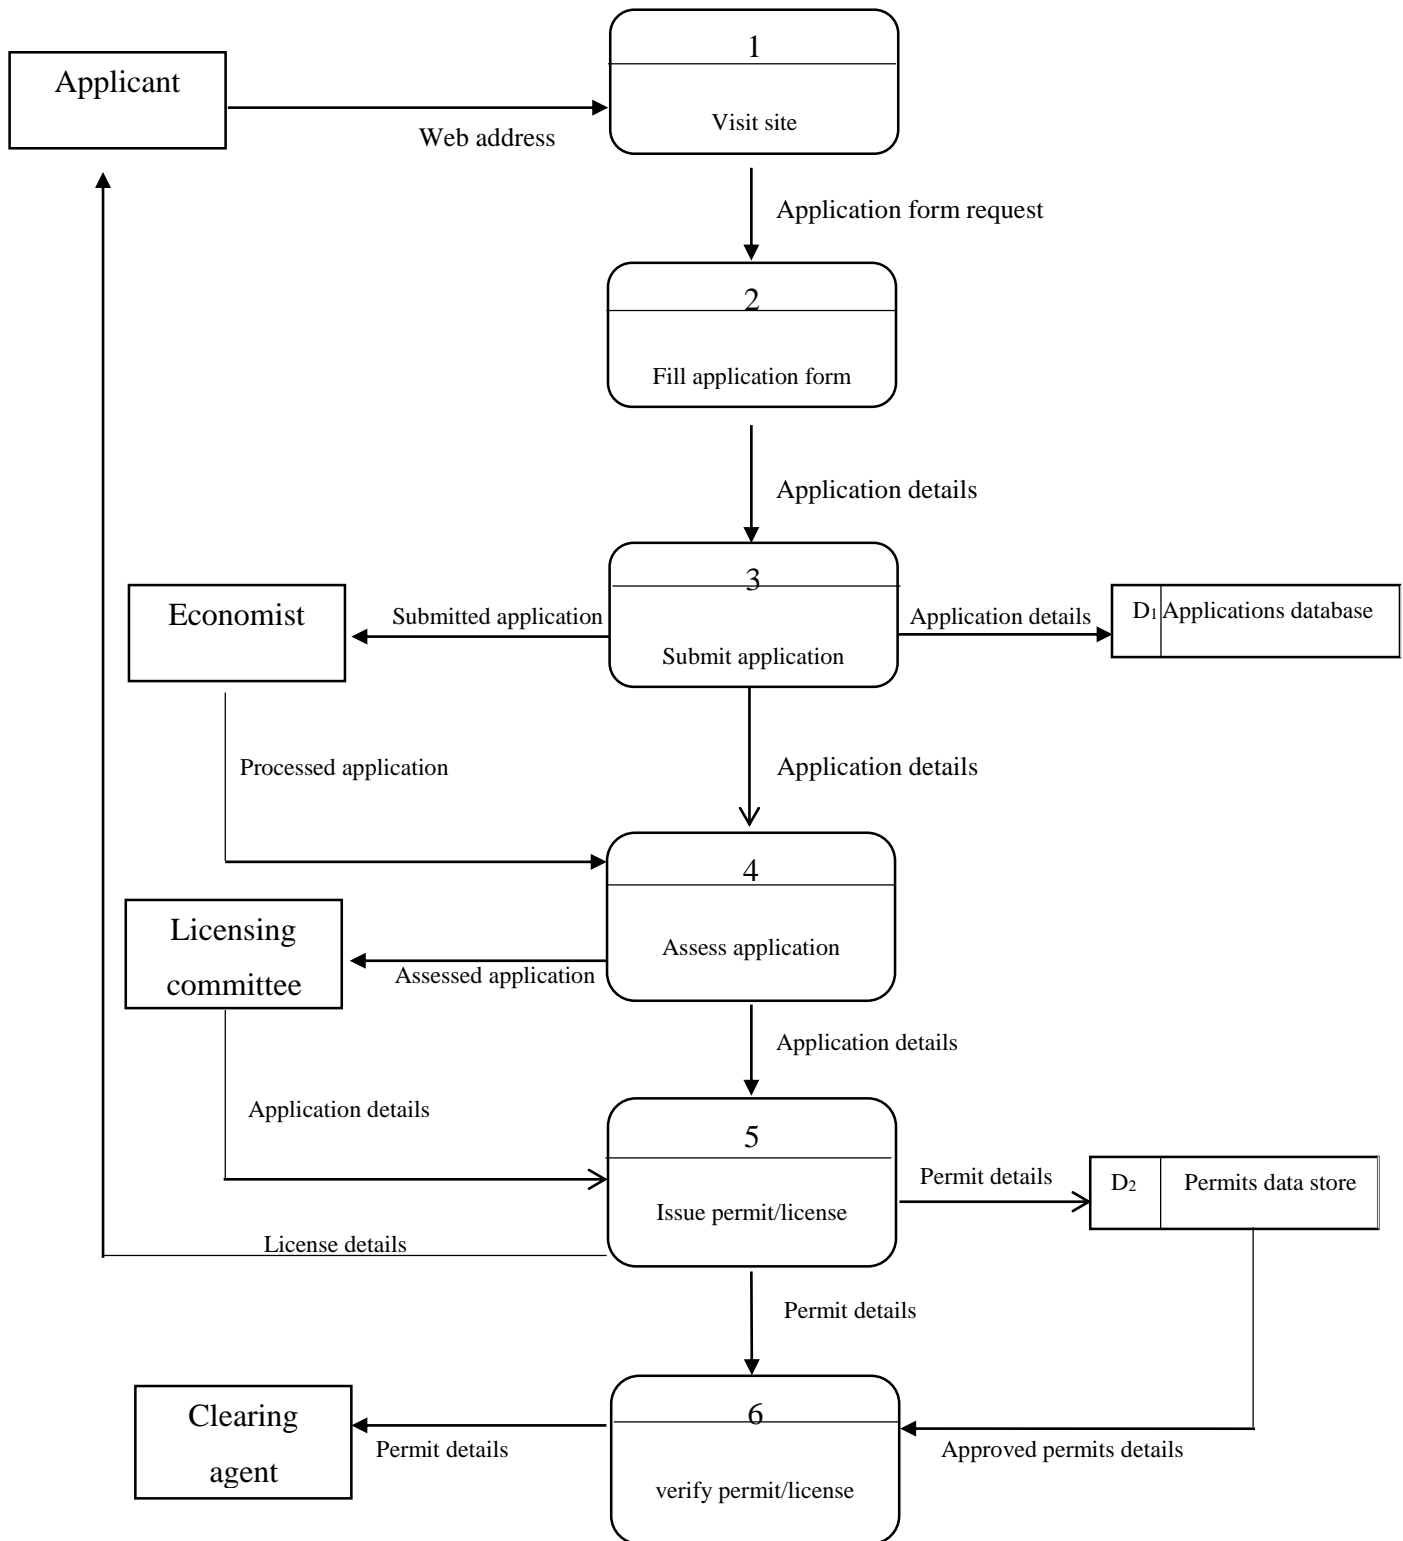 1
Applicant
Visit site
Web address
Application form request
2
Fill application form
Application details
3
Economist
Submitted application
Application details
D1 Applications database
Submit application
Processed application
Application details
4
Licensing
committee
Assess application
Assessed application
Application details
Application details
5
Permit details
D2 Permits data store
Issue permit/license
License details
Permit details
Clearing
agent
6
Permit details
Approved permits details
verify permit/license